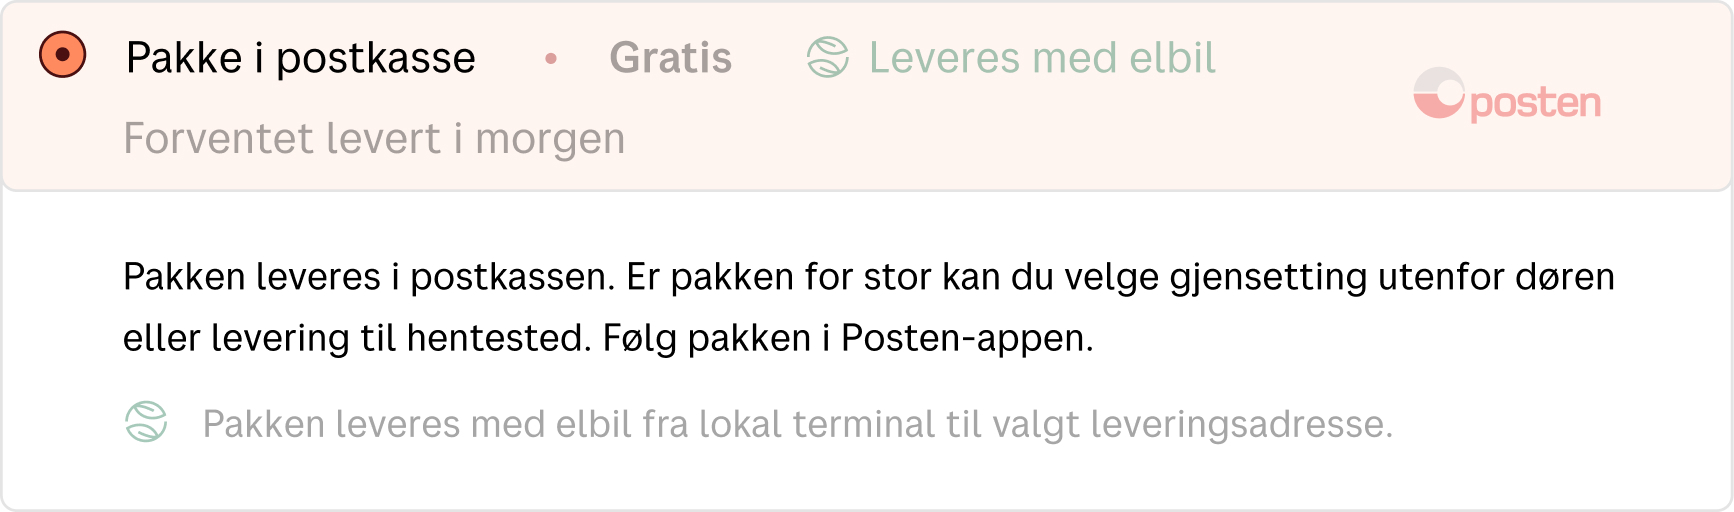 Pakke i postkasse • Gratis Leveres med elbil
posten
Forventet levert i morgen
Pakken leveres i postkassen. Er pakken for stor kan du velge gjensetting utenfor døren
eller levering til hentested. Følg pakken i Posten-appen.
Pakken leveres med elbil fra lokal terminal til valgt leveringsadresse.